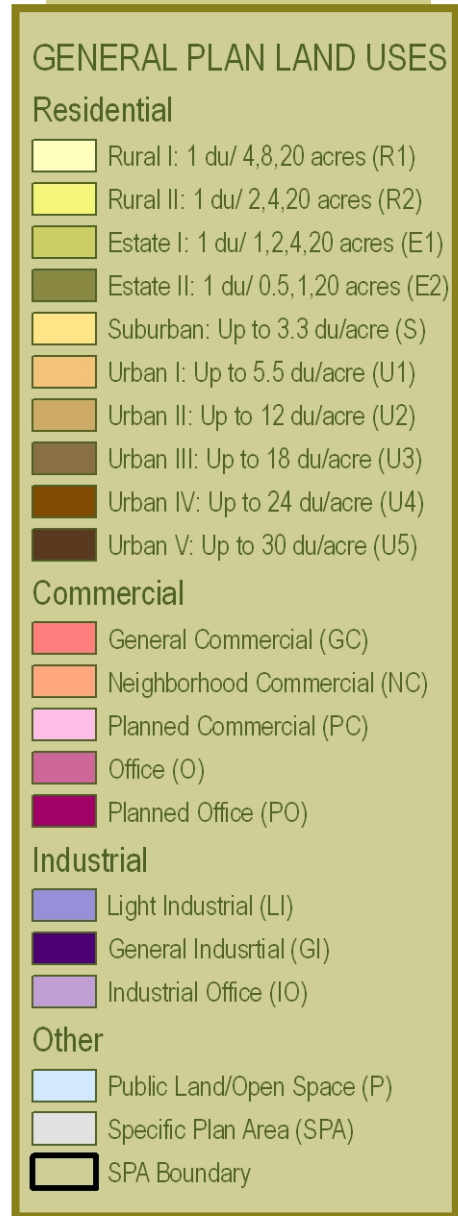 GENERAL PLAN LAND USES
Residential
Rural I: 1 du/ 4,8,20 acres (R1)
Rural II: 1 du/ 2,4,20 acres (R2)
Estate I: 1 du/ 1,2,4,20 acres (E1)
Estate II: 1 du/ 0.5,1,20 acres (E2)
Suburban: Up to 3.3 du/acre (S)
Urban I: Up to 5.5 du/acre (U1)
Urban II: Up to 12 du/acre (U2)
Urban III: Up to 18 du/acre (U3)
Urban IV: Up to 24 du/acre (U4)
Urban V: Up to 30 du/acre (U5)
Commercial
General Commercial (GC)
Neighborhood Commercial (NC)
Planned Commercial (PC)
Office (O)
Planned Office (PO)
Industrial
Light Industrial (LI)
General Indusrtial (GI)
Industrial Office (IO)
Other
Public Land/Open Space (P)
Specific Plan Area (SPA)
SPA Boundary